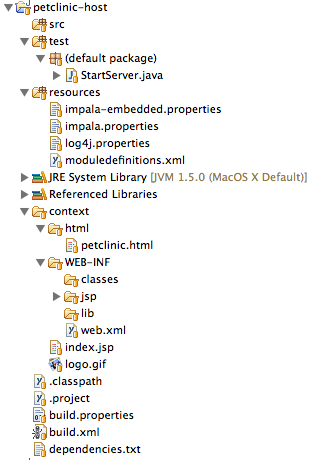 petclinic-host
src
test
(default package)
StartServer.java
resources
impala-embedded.properties
impala.properties
log4j.properties
moduledefinitions.xml
JRE System Library [JVM 1.5.0 (MacOS X Default)]
Referenced Libraries
context
html
petclinic.html
WEB-INF
classes
jsp
lib
web.xml
index.jsp
logo.gif
.classpath
.project
build.properties
build.xml
dependencies.txt